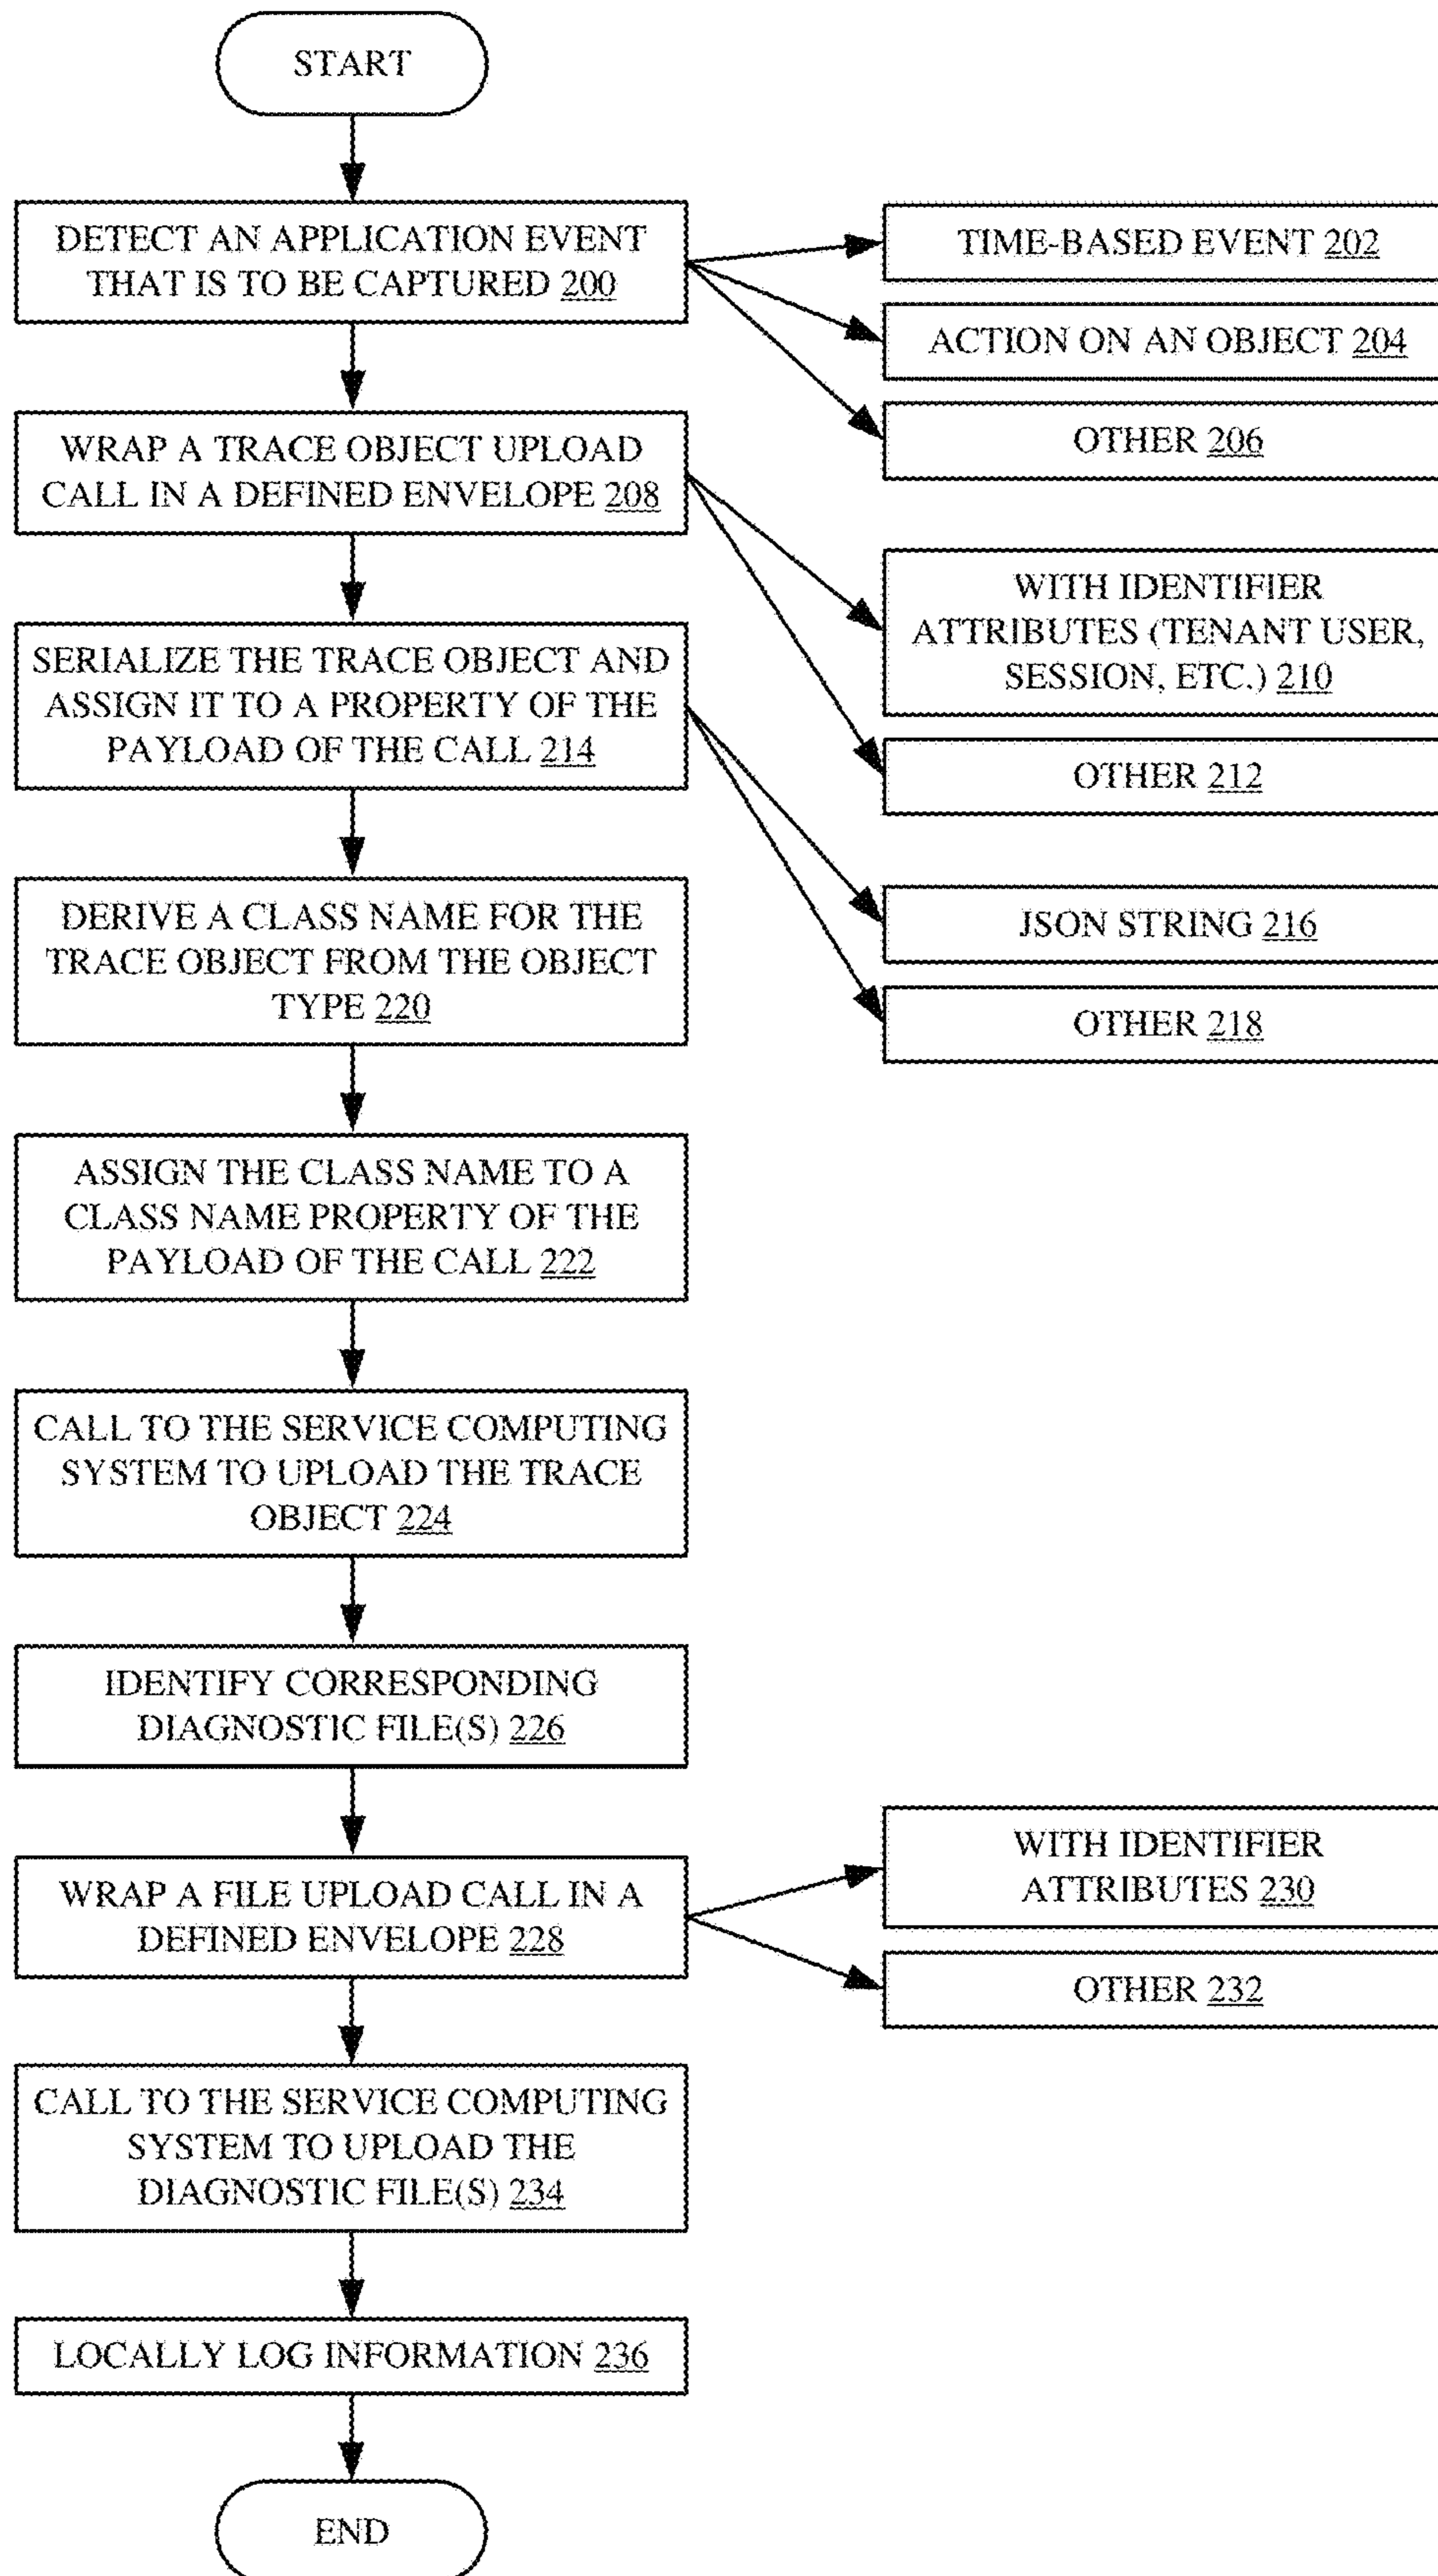 START
DETECT AN APPLICATION EVENT
THAT IS TO BE CAPTURED 200
TIME-BASED EVENT 202
ACTION ON AN OBJECT 204
OTHER 206
WRAP A TRACE OBJECT UPLOAD
CALL IN A DEFINED ENVELOPE 208
WITH IDENTIFIER
ATTRIBUTES (TENANT USER,
SESSION, ETC.) 210
OTHER 212
SERIALIZE THE TRACE OBJECT AND
ASSIGN IT TO A PROPERTY OF THE
PAYLOAD OF THE CALL 214
JSON STRING 216
OTHER 218
DERIVE A CLASS NAME FOR THE
TRACE OBJECT FROM THE OBJECT
TYPE 220
ASSIGN THE CLASS NAME TO A
CLASS NAME PROPERTY OF THE
PAYLOAD OF THE CALL 222
CALL TO THE SERVICE COMPUTING
SYSTEM TO UPLOAD THE TRACE
OBJECT 224
IDENTIFY CORRESPONDING
DIAGNOSTIC FILE(S) 226
WRAP A FILE UPLOAD CALL IN A
DEFINED ENVELOPE 228
WITH IDENTIFIER
ATTRIBUTES 230
OTHER 232
CALL TO THE SERVICE COMPUTING
SYSTEM TO UPLOAD THE
DIAGNOSTIC FILE(S) 234
LOCALLY LOG INFORMATION 236
END